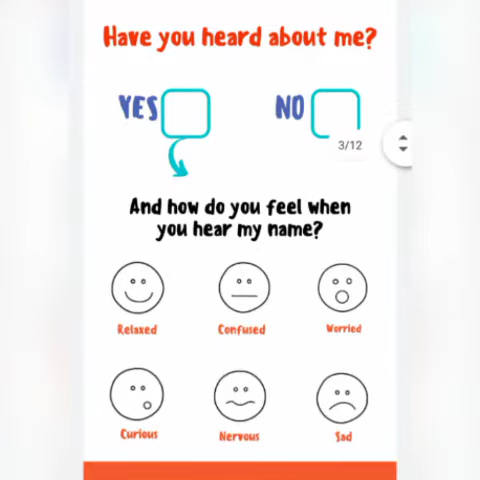 Have you heard about me?
YES NO
3/12
And how do you feel when
you hear my name?
Relaxed Confused Worried
Curious Nervous Sad